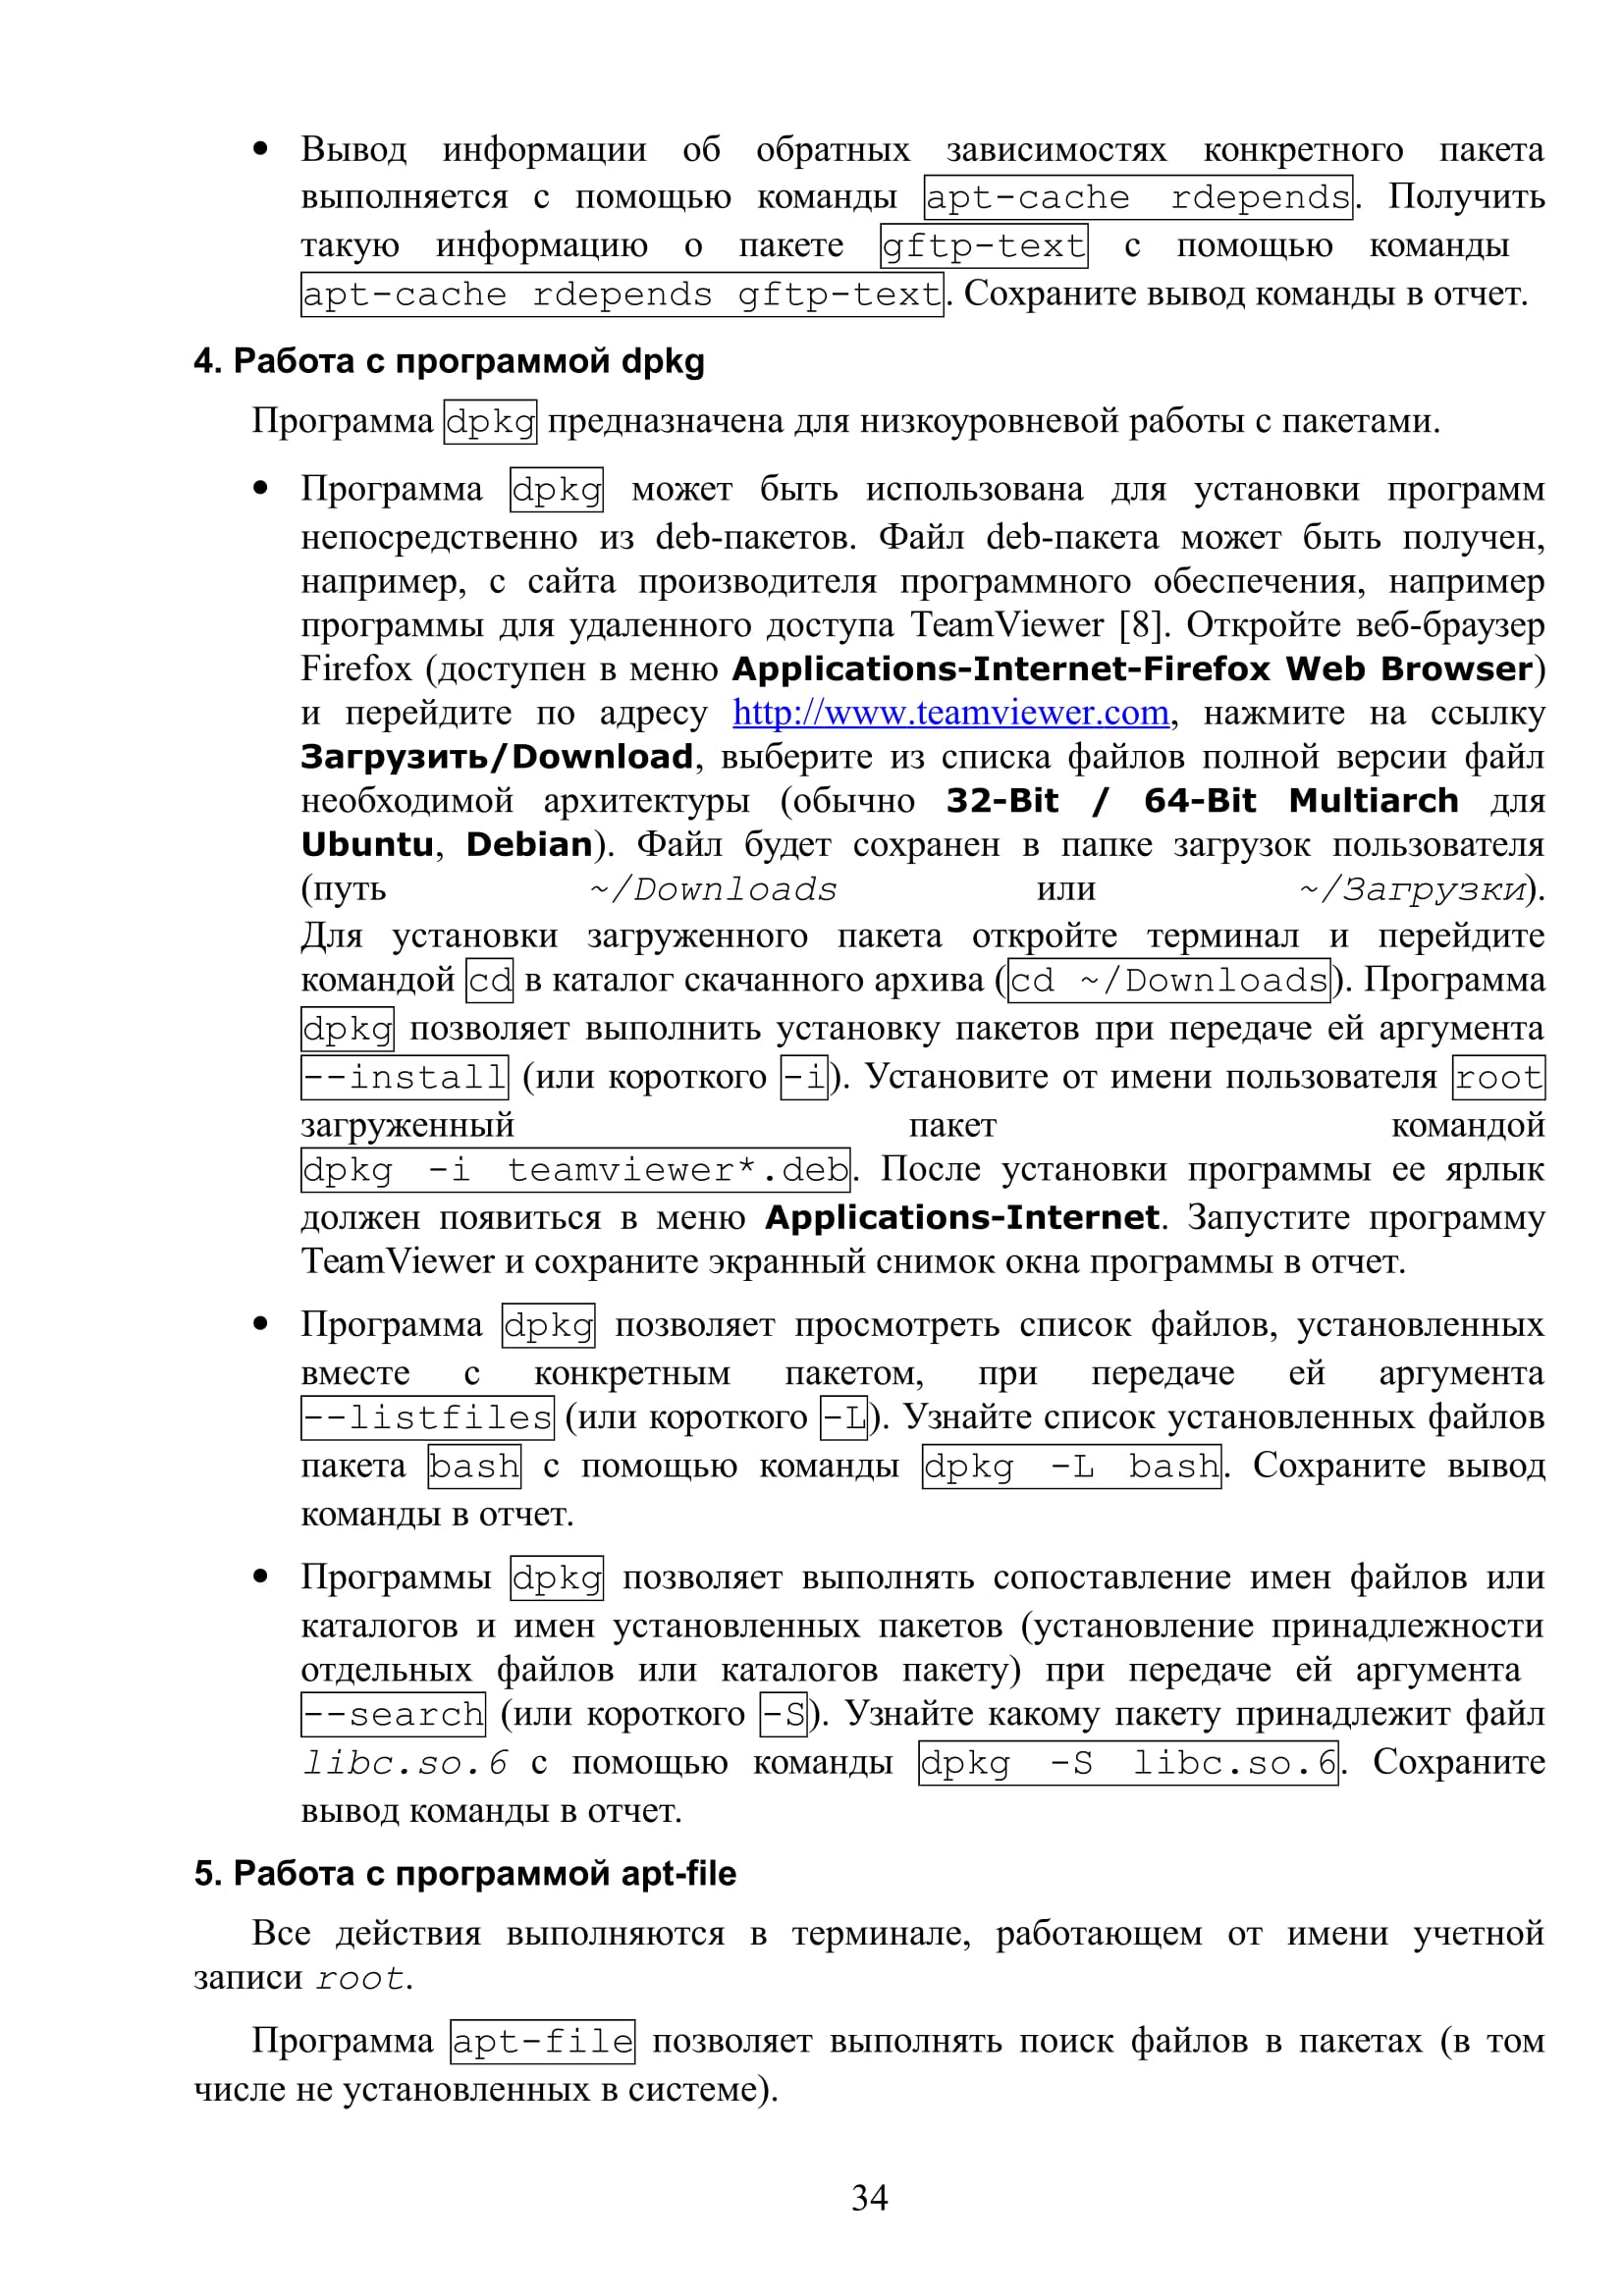 • Вывод информации об обратных зависимостях конкретного пакета
выполняется с помощью команды apt-cache rdepends. Получить
такую информацию о пакете gftp-text с помощью команды
apt-cache rdepends gftp-text. Сохраните вывод команды в отчет.
4. Работа с программой dpkg
Программа dpkg предназначена для низкоуровневой работы с пакетами.
• Программа dpkg может быть использована для установки программ
непосредственно из deb-пакетов. Файл deb-пакета может быть получен,
например, с сайта производителя программного обеспечения, например
программы для удаленного доступа TeamViewer [8]. Откройте веб-браузер
Firefox (доступен в меню Applications-Internet-Firefox Web Browser)
и перейдите по адресу http://www.teamviewer.com, нажмите на ссылку
Загрузить/Download, выберите из списка файлов полной версии файл
необходимой архитектуры (обычно 32-Bit / 64-Bit Multiarch для
Ubuntu, Debian). Файл будет сохранен в папке загрузок пользователя
(путь ~/Downloads или ~/Загрузки).
Для установки загруженного пакета откройте терминал и перейдите
командой cd в каталог скачанного архива (cd ~/Downloads). Программа
dpkg позволяет выполнить установку пакетов при передаче ей аргумента
--install (или короткого -i). Установите от имени пользователя root
загруженный пакет командой
dpkg -i teamviewer*.deb. После установки программы ее ярлык
должен появиться в меню Applications-Internet. Запустите программу
TeamViewer и сохраните экранный снимок окна программы в отчет.
• Программа dpkg позволяет просмотреть список файлов, установленных
вместе с конкретным пакетом, при передаче ей аргумента
--listfiles (или короткого -L). Узнайте список установленных файлов
пакета bash с помощью команды dpkg -L bash. Сохраните вывод
команды в отчет.
• Программы dpkg позволяет выполнять сопоставление имен файлов или
каталогов и имен установленных пакетов (установление принадлежности
отдельных файлов или каталогов пакету) при передаче ей аргумента
--search (или короткого -S). Узнайте какому пакету принадлежит файл
libc.so.6 с помощью команды dpkg -S libc.so.6. Сохраните
вывод команды в отчет.
5. Работа с программой apt-file
Все действия выполняются в терминале, работающем от имени учетной
записи root.
Программа apt-file позволяет выполнять поиск файлов в пакетах (в том
числе не установленных в системе).
34